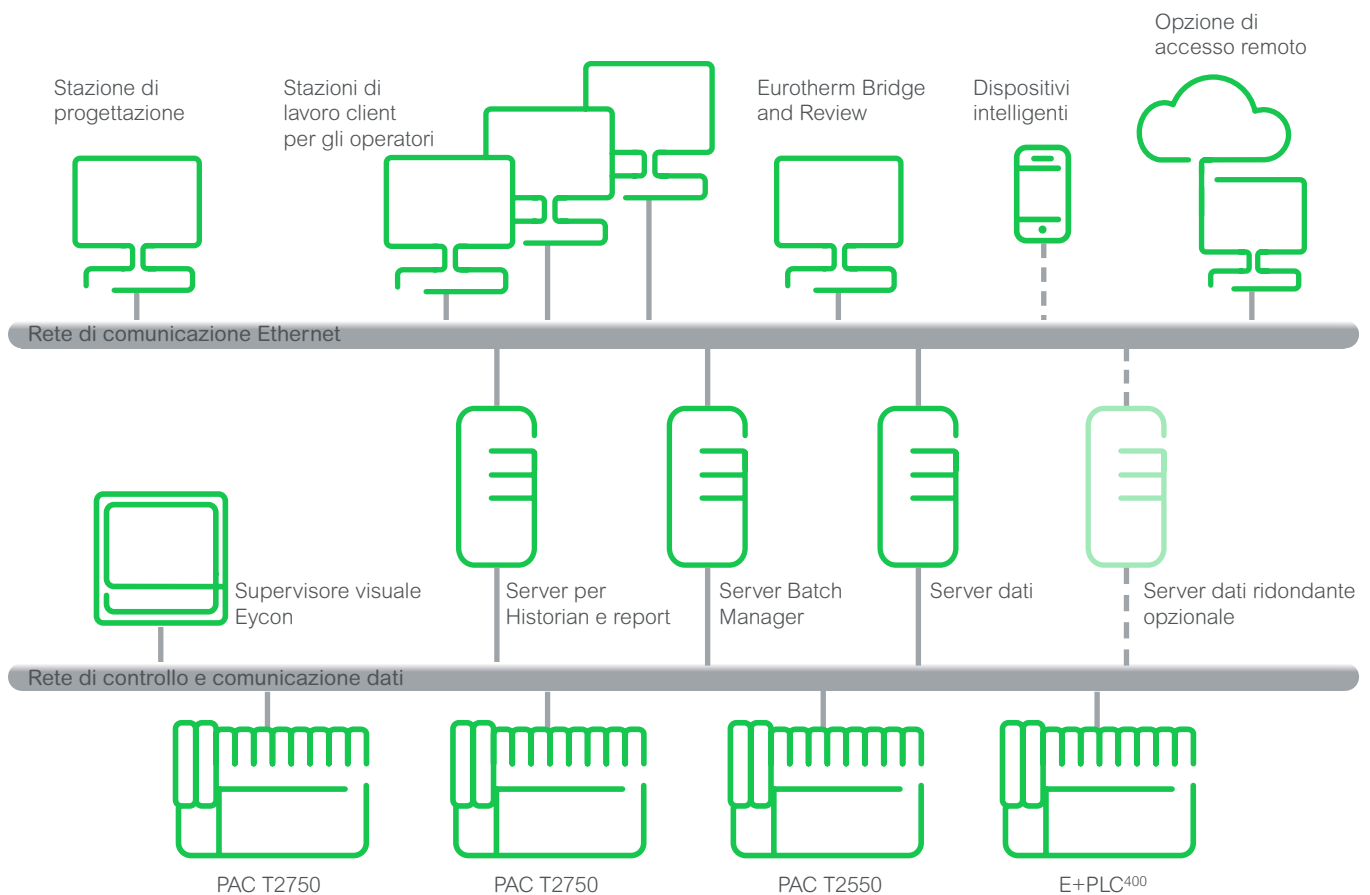 Opzione di
accesso remoto
Stazione di
progettazione
Stazioni di
lavoro client
per gli operatori
Eurotherm Bridge
and Review
Dispositivi
intelligenti
Rete di comunicazione Ethernet
Supervisore visuale
Eycon
Server per
Historian e report
Server Batch
Manager
Server dati
Server dati ridondante
opzionale
Rete di controllo e comunicazione dati
PAC T2750
PAC T2750
PAC T2550
E+PLC⁴⁰⁰